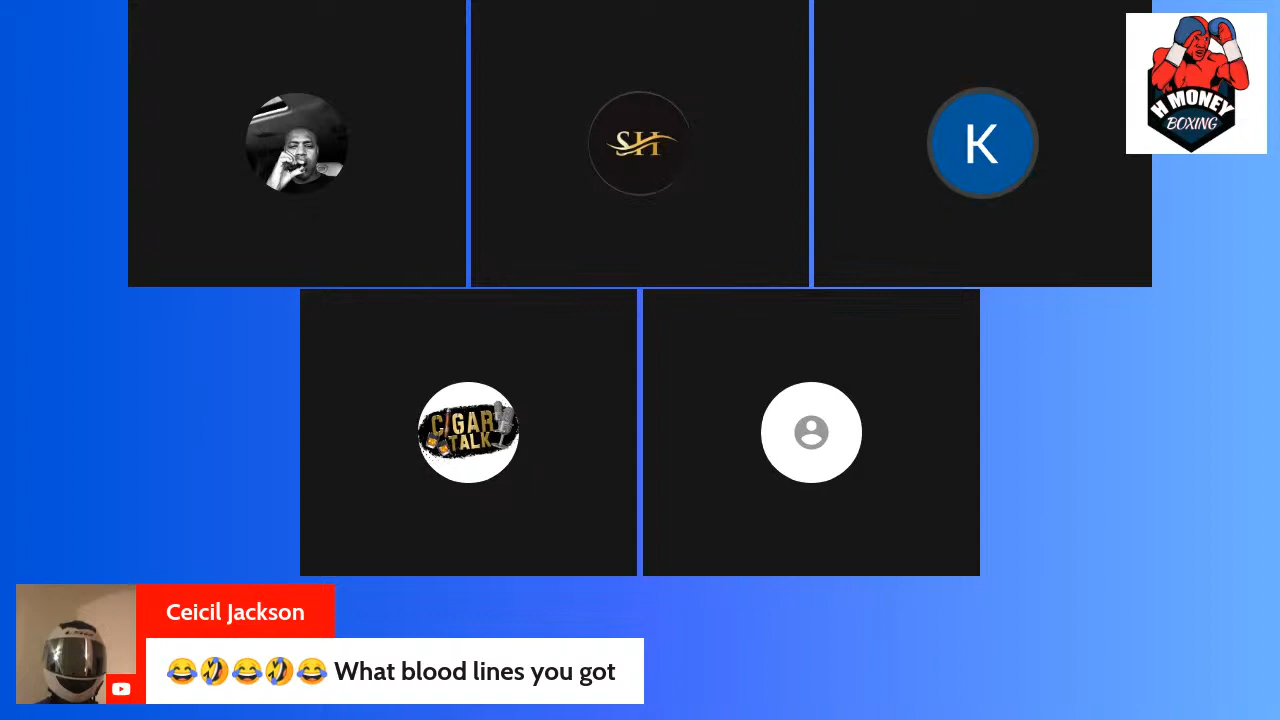 SH
K
H MONEY
BOXING
CIGAR
TALK
Ceicil Jackson
😂🤣😂🤣😂 What blood lines you got